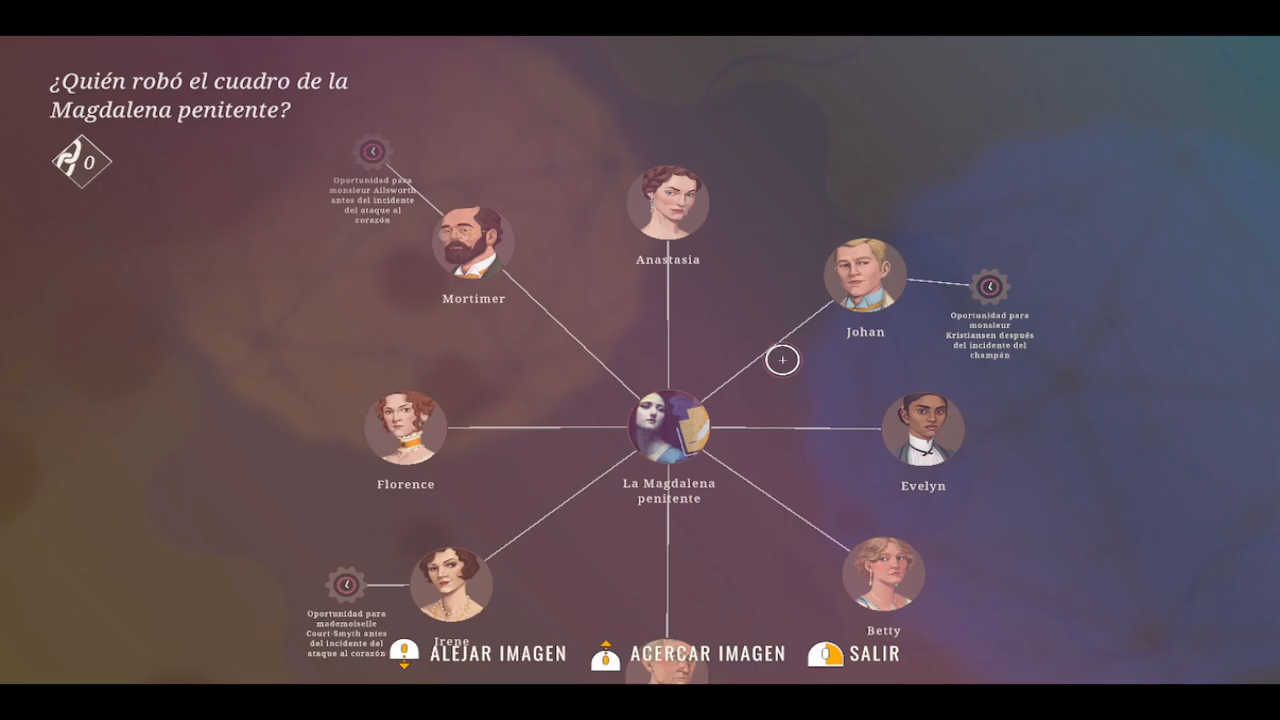 ¿Quién robó el cuadro de la
Magdalena penitente?
0
Oportunidad para
monsieur Ailsworth
antes del incidente
del ataque al
corazón
Mortimer
Anastasia
Johan
Oportunidad para
monsieur
Kristiansen después
del incidente del
champán
Florence
La Magdalena
penitente
Evelyn
Irene
Oportunidad para
mademoiselle
Court-Smyth antes
del incidente del
ataque al corazón
Betty
ALEJAR IMAGEN
ACERCAR IMAGEN
SALIR